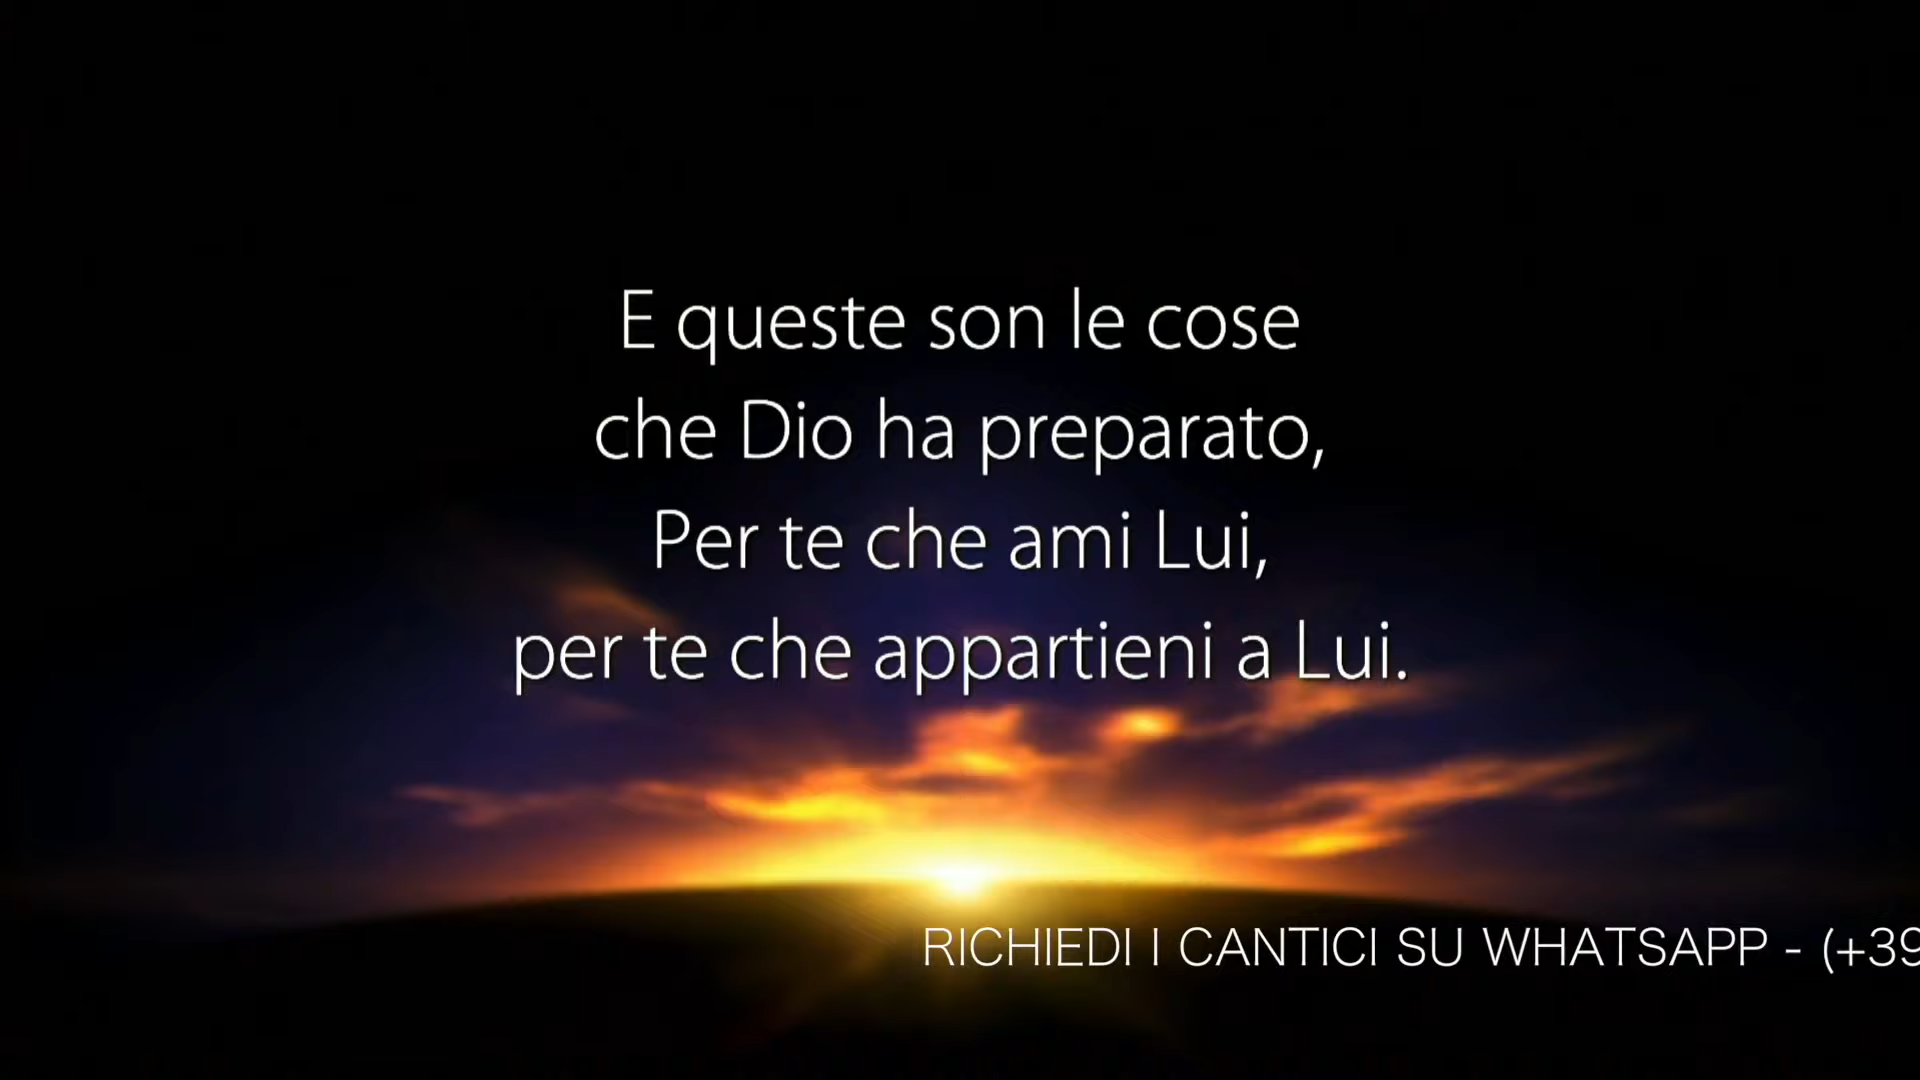 E queste son le cose
che Dio ha preparato,
Per te che ami Lui,
per te che appartieni a Lui.
RICHIEDI I CANTICI SU WHATSAPP - (+39